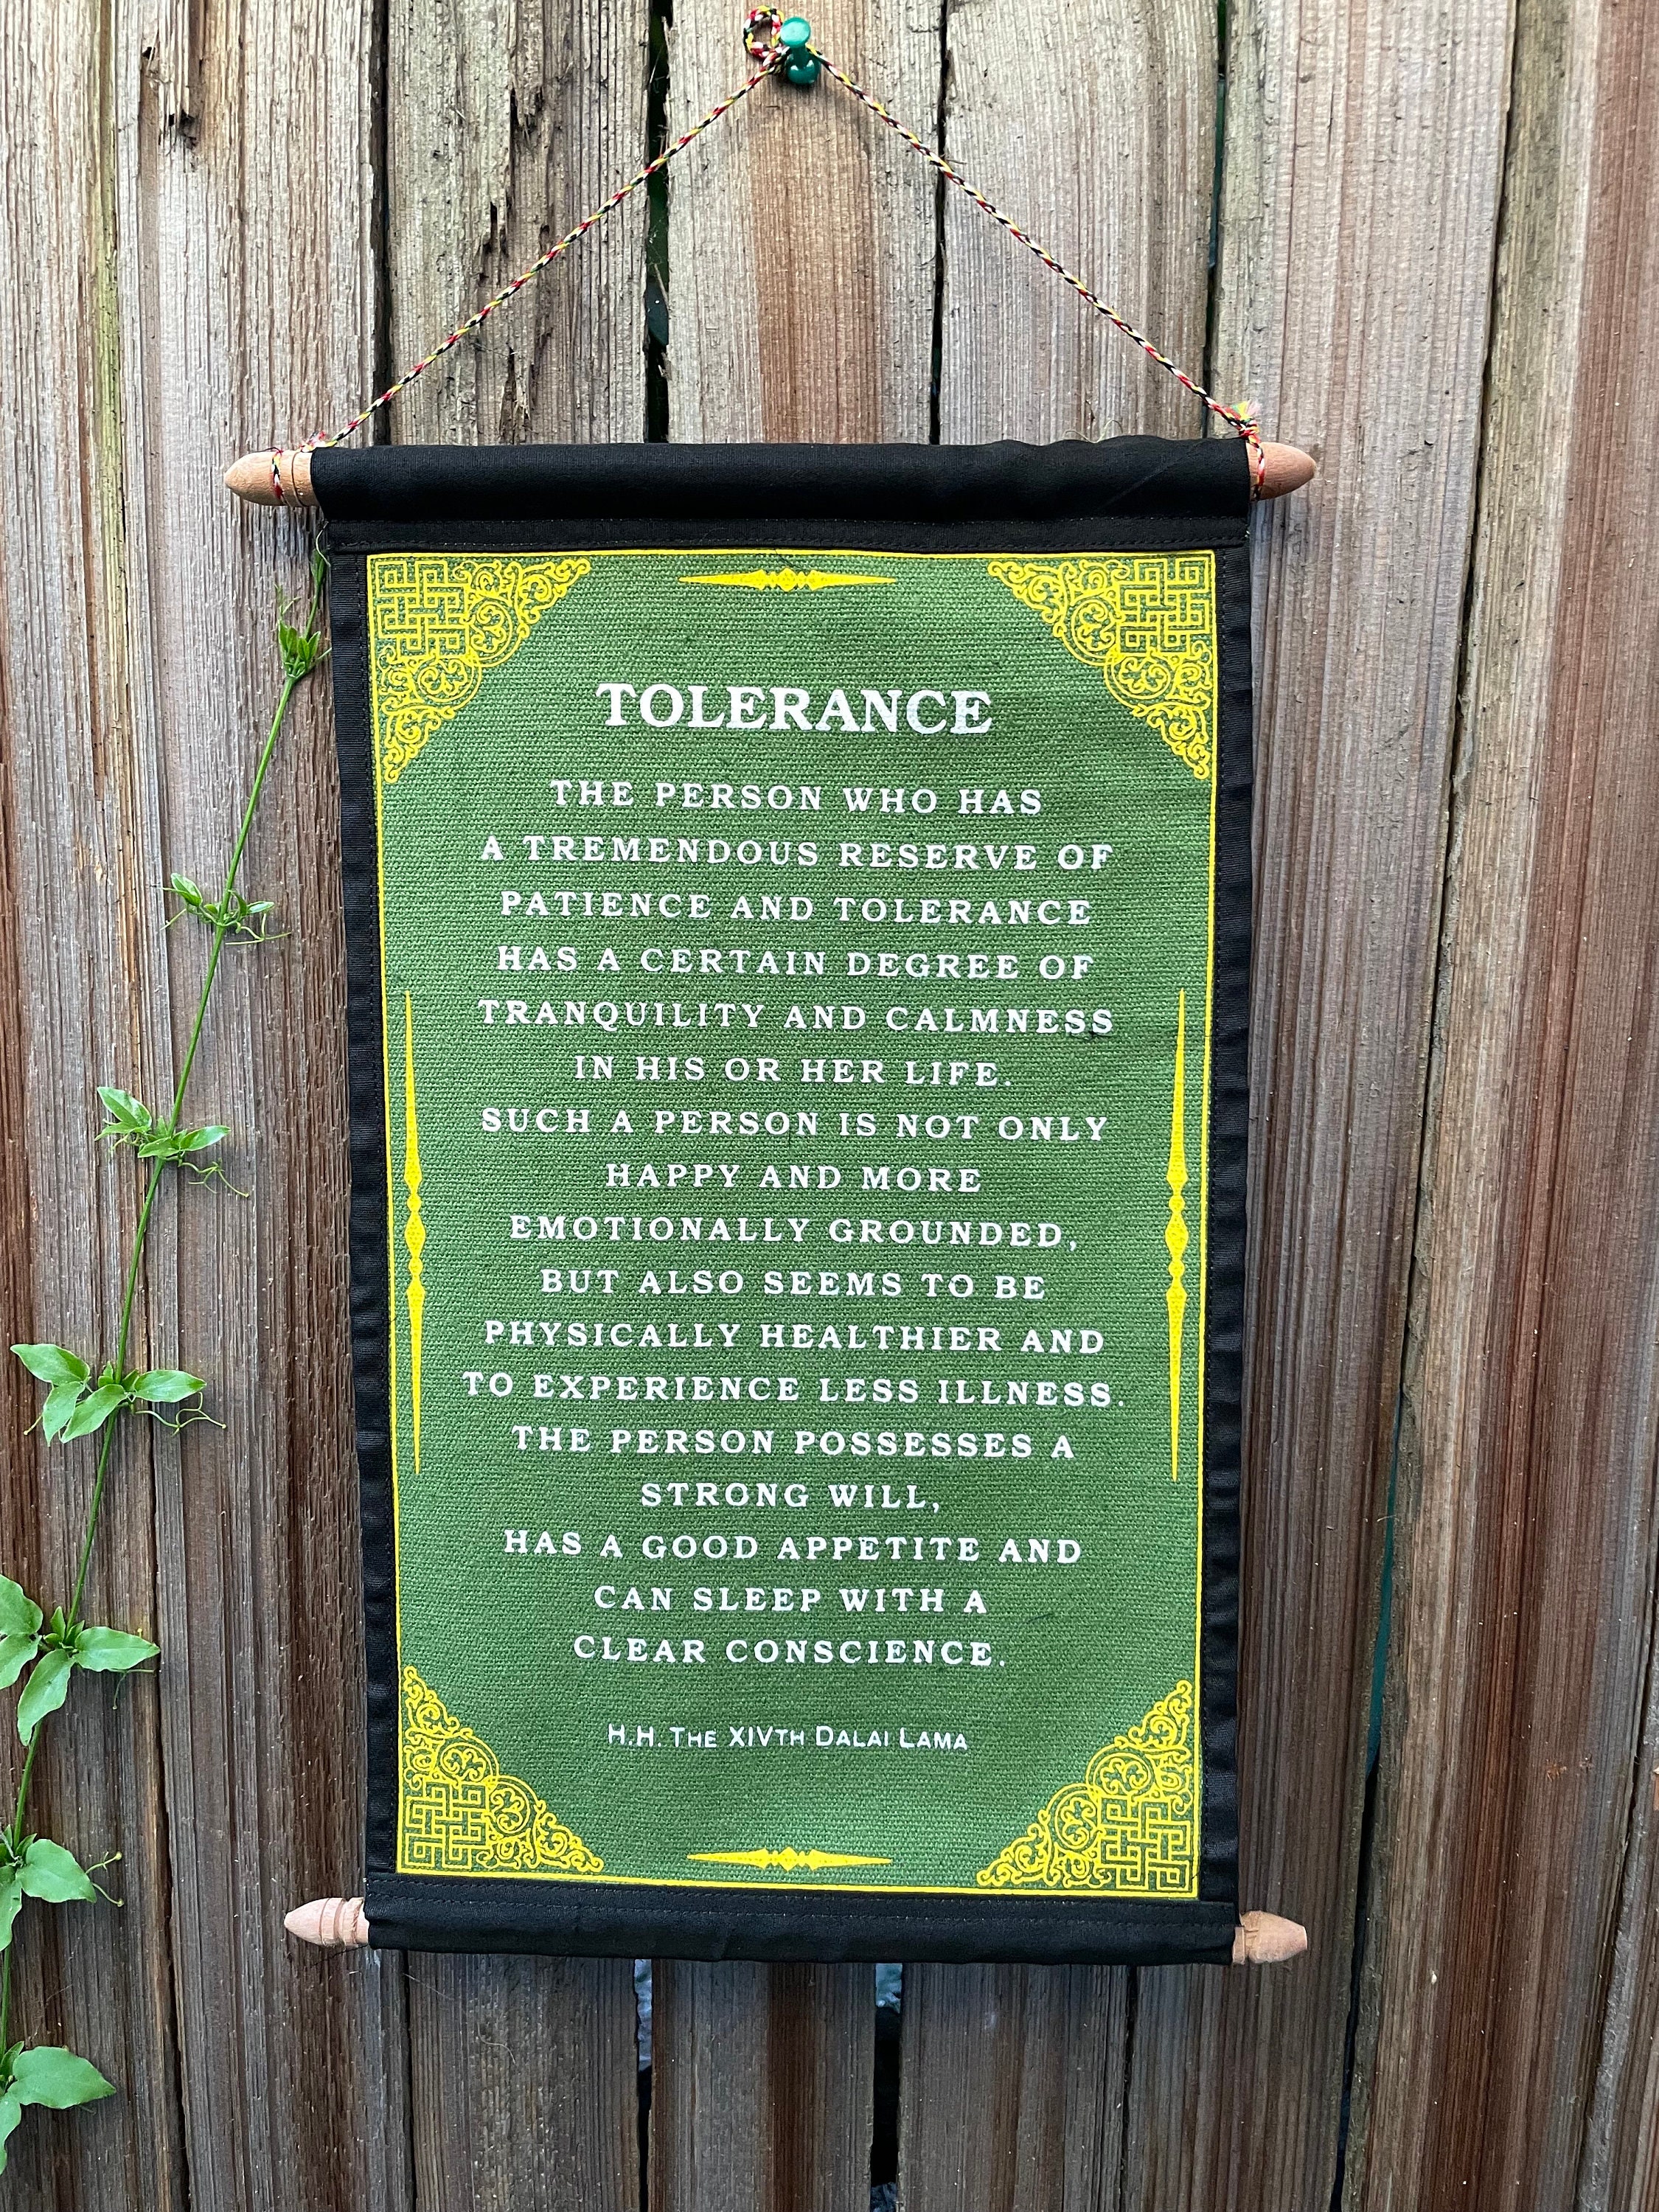 TOLERANCE
THE PERSON WHO HAS
A TREMENDOUS RESERVE OF
PATIENCE AND TOLERANCE
HAS A CERTAIN DEGREE OF
TRANQUILITY AND CALMNESS
IN HIS OR HER LIFE.
SUCH A PERSON IS NOT ONLY
HAPPY AND MORE
EMOTIONALLY GROUNDED,
BUT ALSO SEEMS TO BE
PHYSICALLY HEALTHIER AND
TO EXPERIENCE LESS ILLNESS.
THE PERSON POSSESSES A
STRONG WILL,
HAS A GOOD APPETITE AND
CAN SLEEP WITH A
CLEAR CONSCIENCE.
H.H. THE XIVTH DALAI LAMA